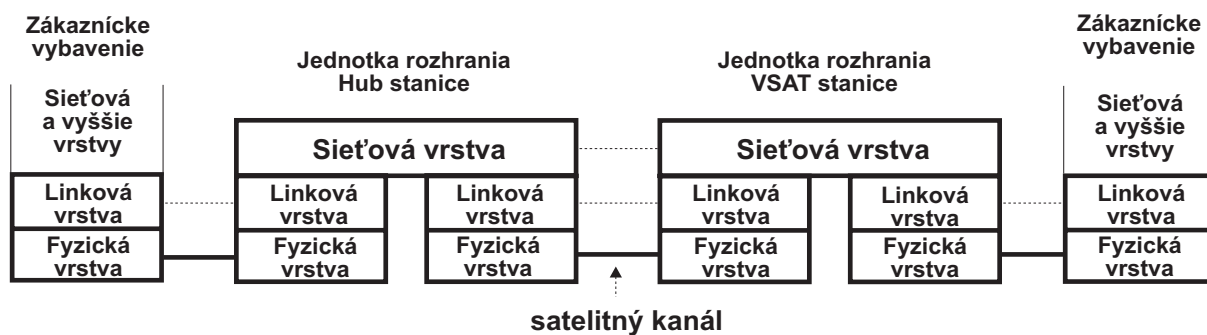 Zákaznícke
vybavenie
Sieťová
a vyššie
vrstvy
Linková
vrstva
Fyzická
vrstva
Jednotka rozhrania
Hub stanice
Sieťová vrstva
Linková
vrstva
Fyzická
vrstva
Linková
vrstva
Fyzická
vrstva
satelitný kanál
Jednotka rozhrania
VSAT stanice
Sieťová vrstva
Linková
vrstva
Fyzická
vrstva
Linková
vrstva
Fyzická
vrstva
Zákaznícke
vybavenie
Sieťová
a vyššie
vrstvy
Linková
vrstva
Fyzická
vrstva